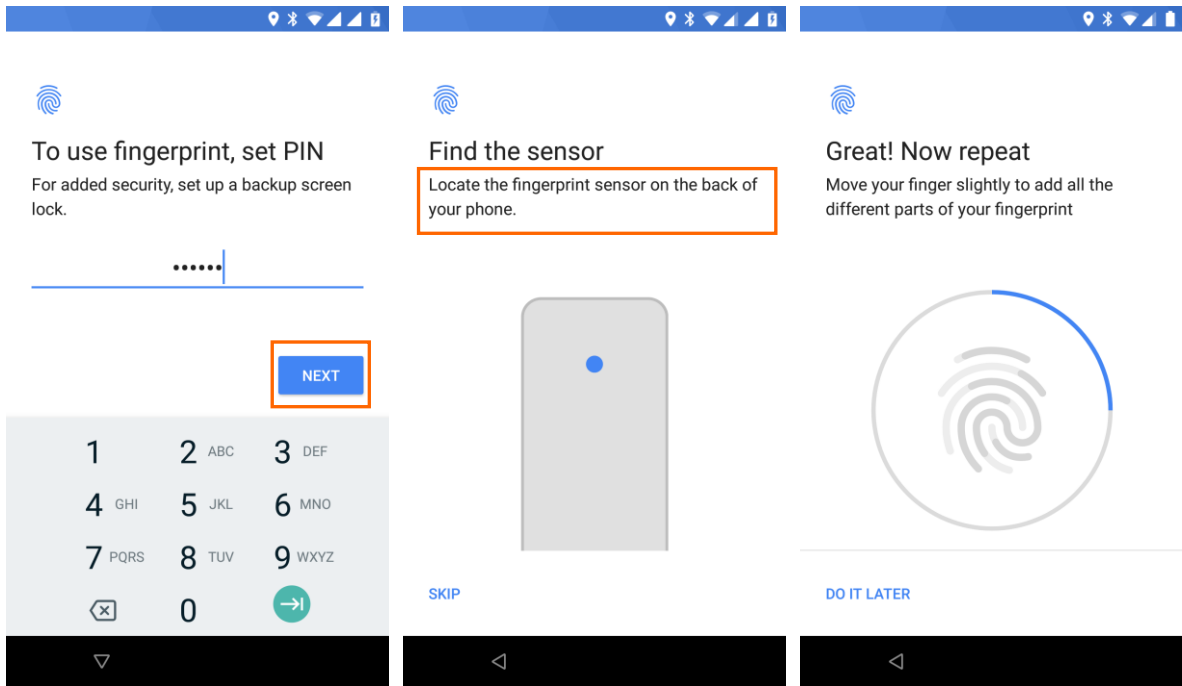 To use fingerprint, set PIN
For added security, set up a backup screen
lock.
••••••
NEXT
1
2 ABC
3 DEF
4 GHI
5 JKL
6 MNO
7 PQRS
8 TUV
9 WXYZ
0
Find the sensor
Locate the fingerprint sensor on the back of
your phone.
SKIP
Great! Now repeat
Move your finger slightly to add all the
different parts of your fingerprint
DO IT LATER